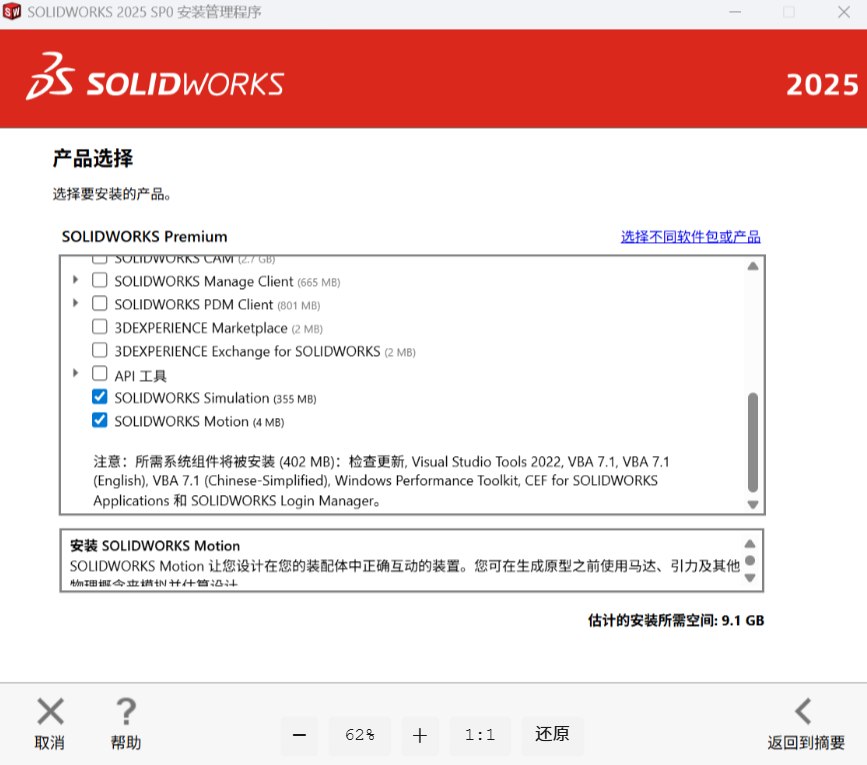 SOLIDWORKS 2025 SP0 安装管理程序
SOLIDWORKS
2025
产品选择
选择要安装的产品。
SOLIDWORKS Premium
选择不同软件包或产品
SOLIDWORKS CAM (2.7 GB)
SOLIDWORKS Manage Client (665 MB)
SOLIDWORKS PDM Client (801 MB)
3DEXPERIENCE Marketplace (2 MB)
3DEXPERIENCE Exchange for SOLIDWORKS (2 MB)
API 工具
SOLIDWORKS Simulation (355 MB)
SOLIDWORKS Motion (4 MB)
注意：所需系统组件将被安装 (402 MB)：检查更新, Visual Studio Tools 2022, VBA 7.1, VBA 7.1
(English), VBA 7.1 (Chinese-Simplified), Windows Performance Toolkit, CEF for SOLIDWORKS
Applications 和 SOLIDWORKS Login Manager。
安装 SOLIDWORKS Motion
SOLIDWORKS Motion 让您设计在您的装配体中正确互动的装置。您可在生成原型之前使用马达、引力及其他
物理概念来模拟并估算设计
估计的安装所需空间: 9.1 GB
取消
帮助
62%
1:1
还原
返回到摘要